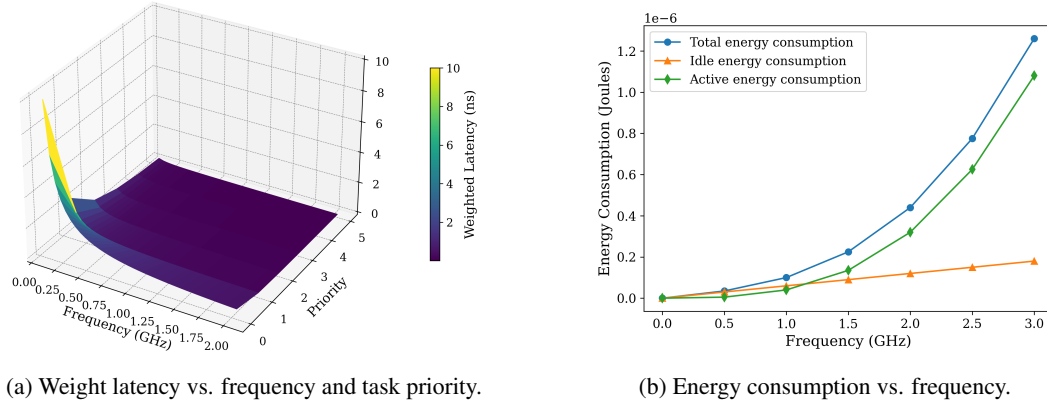 10
8
6
4
2
0
0.00
0.25
0.50
0.75
1.00
1.25
1.50
1.75
2.00
Frequency (GHz)
0
1
2
3
4
5
Priority
10
8
6
4
2
Weighted Latency (ns)
(a) Weight latency vs. frequency and task priority.
1e−6
Total energy consumption
Idle energy consumption
Active energy consumption
1.2
1.0
0.8
0.6
0.4
0.2
0.0
Energy Consumption (Joules)
0.0 0.5 1.0 1.5 2.0 2.5 3.0
Frequency (GHz)
(b) Energy consumption vs. frequency.